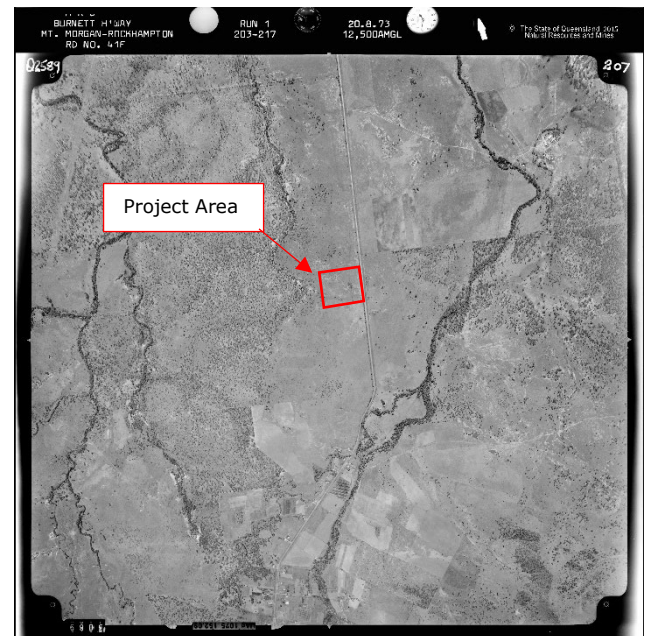 BURNETT H'WAY
MT. MORGAN-ROCKHAMPTON
RD NO. 41F
RUN 1
203-217
20.8.73
12,500AMGL
© The State of Queensland 2015
Natural Resources and Mines
Q2589
207
Project Area